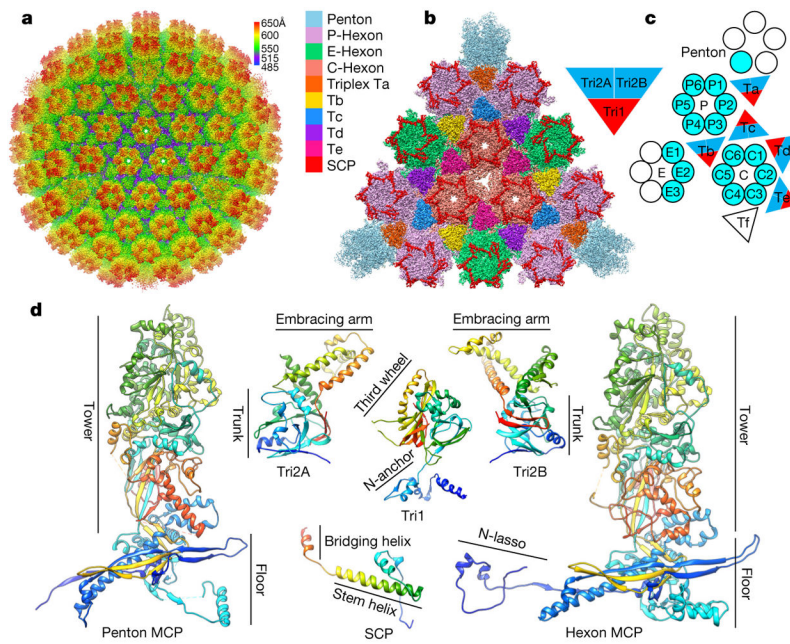 a
650Å
600
545
515
485
Penton
P-Hexon
E-Hexon
C-Hexon
Triplex Ta
Tb
Tc
Td
Te
SCP
b
Tri2A
Tri2B
Tri1
c
Penton
P6
P1
P5
P
P2
P4
P3
Ta
Tc
Tb
Td
E1
E
E2
E3
C6
C1
C5
C
C2
C4
C3
Te
Tf
d
Embracing arm
Embracing arm
Tower
Trunk
Third wheel
Trunk
Tower
Tri2A
N-anchor
Tri2B
Tri1
Floor
Bridging helix
N-lasso
Floor
Stem helix
Penton MCP
SCP
Hexon MCP